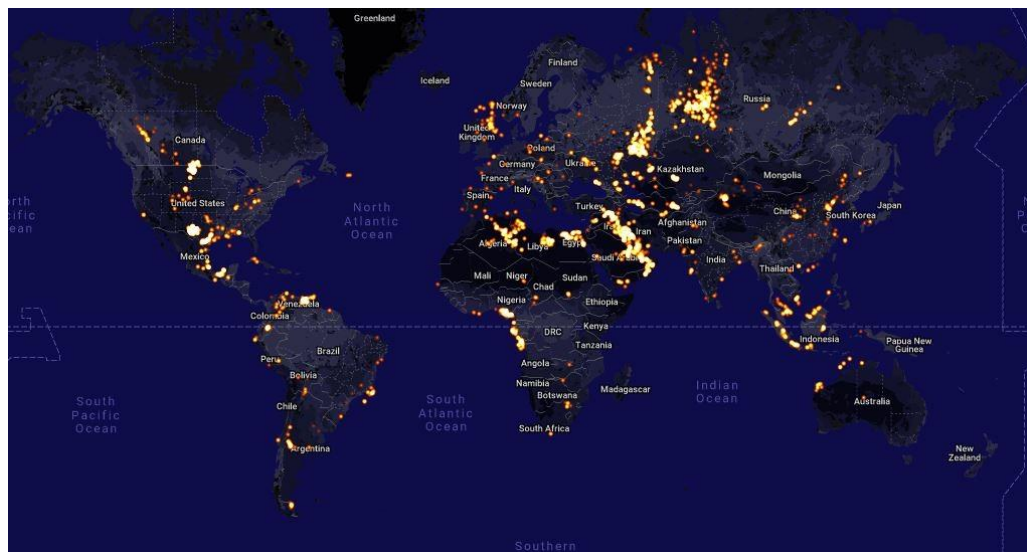 Greenland
Iceland
Finland
Sweden
Norway
Russia
United
Kingdom
Canada
Poland
Germany
Ukraine
Kazakhstan
Mongolia
France
Italy
Spain
United States
North
Atlantic
Ocean
orth
cific
ean
Turkey
Afghanistan
China
South Korea
Japan
Iran
Pakistan
Algeria
Libya
Egypt
Saudi Arabia
India
Mexico
Mali
Niger
Chad
Sudan
Thailand
Nigeria
Ethiopia
Venezuela
Colombia
DRC
Kenya
Tanzania
Indonesia
Papua New
Guinea
Peru
Brazil
Bolivia
Angola
Namibia
Botswana
Madagascar
Indian
Ocean
Australia
South
Pacific
Ocean
Chile
South
Atlantic
Ocean
South Africa
Argentina
New
Zealand
Southern